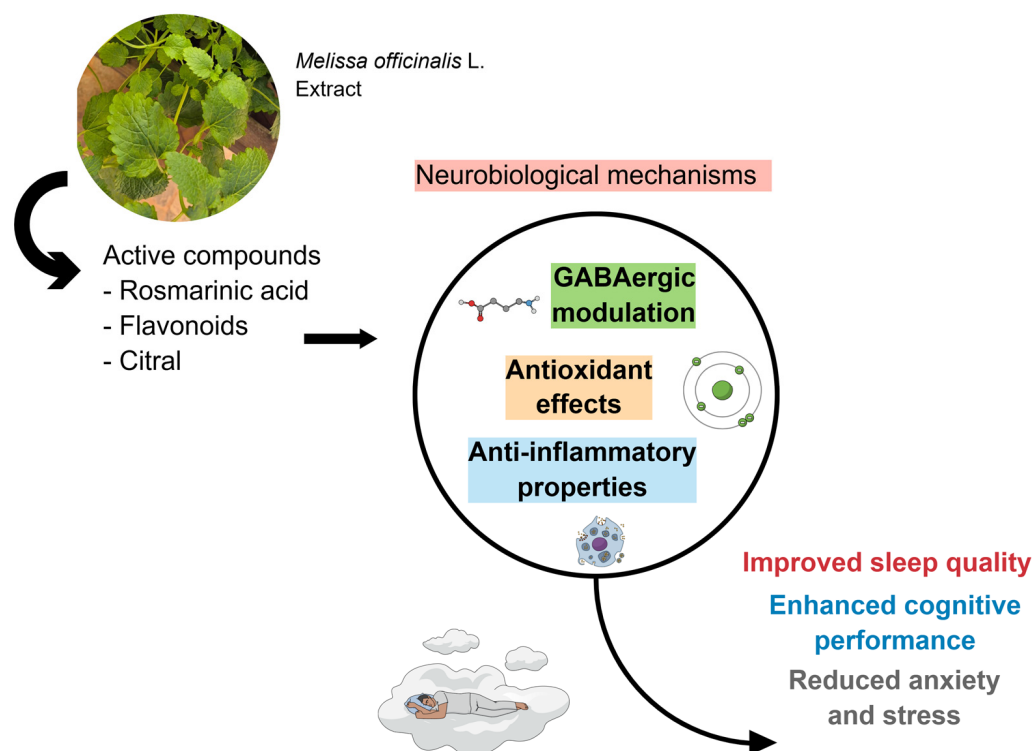 Melissa officinalis L.
Extract
Neurobiological mechanisms
Active compounds
- Rosmarinic acid
- Flavonoids
- Citral
GABAergic
modulation
Antioxidant
effects
Anti-inflammatory
properties
Improved sleep quality
Enhanced cognitive
performance
Reduced anxiety
and stress